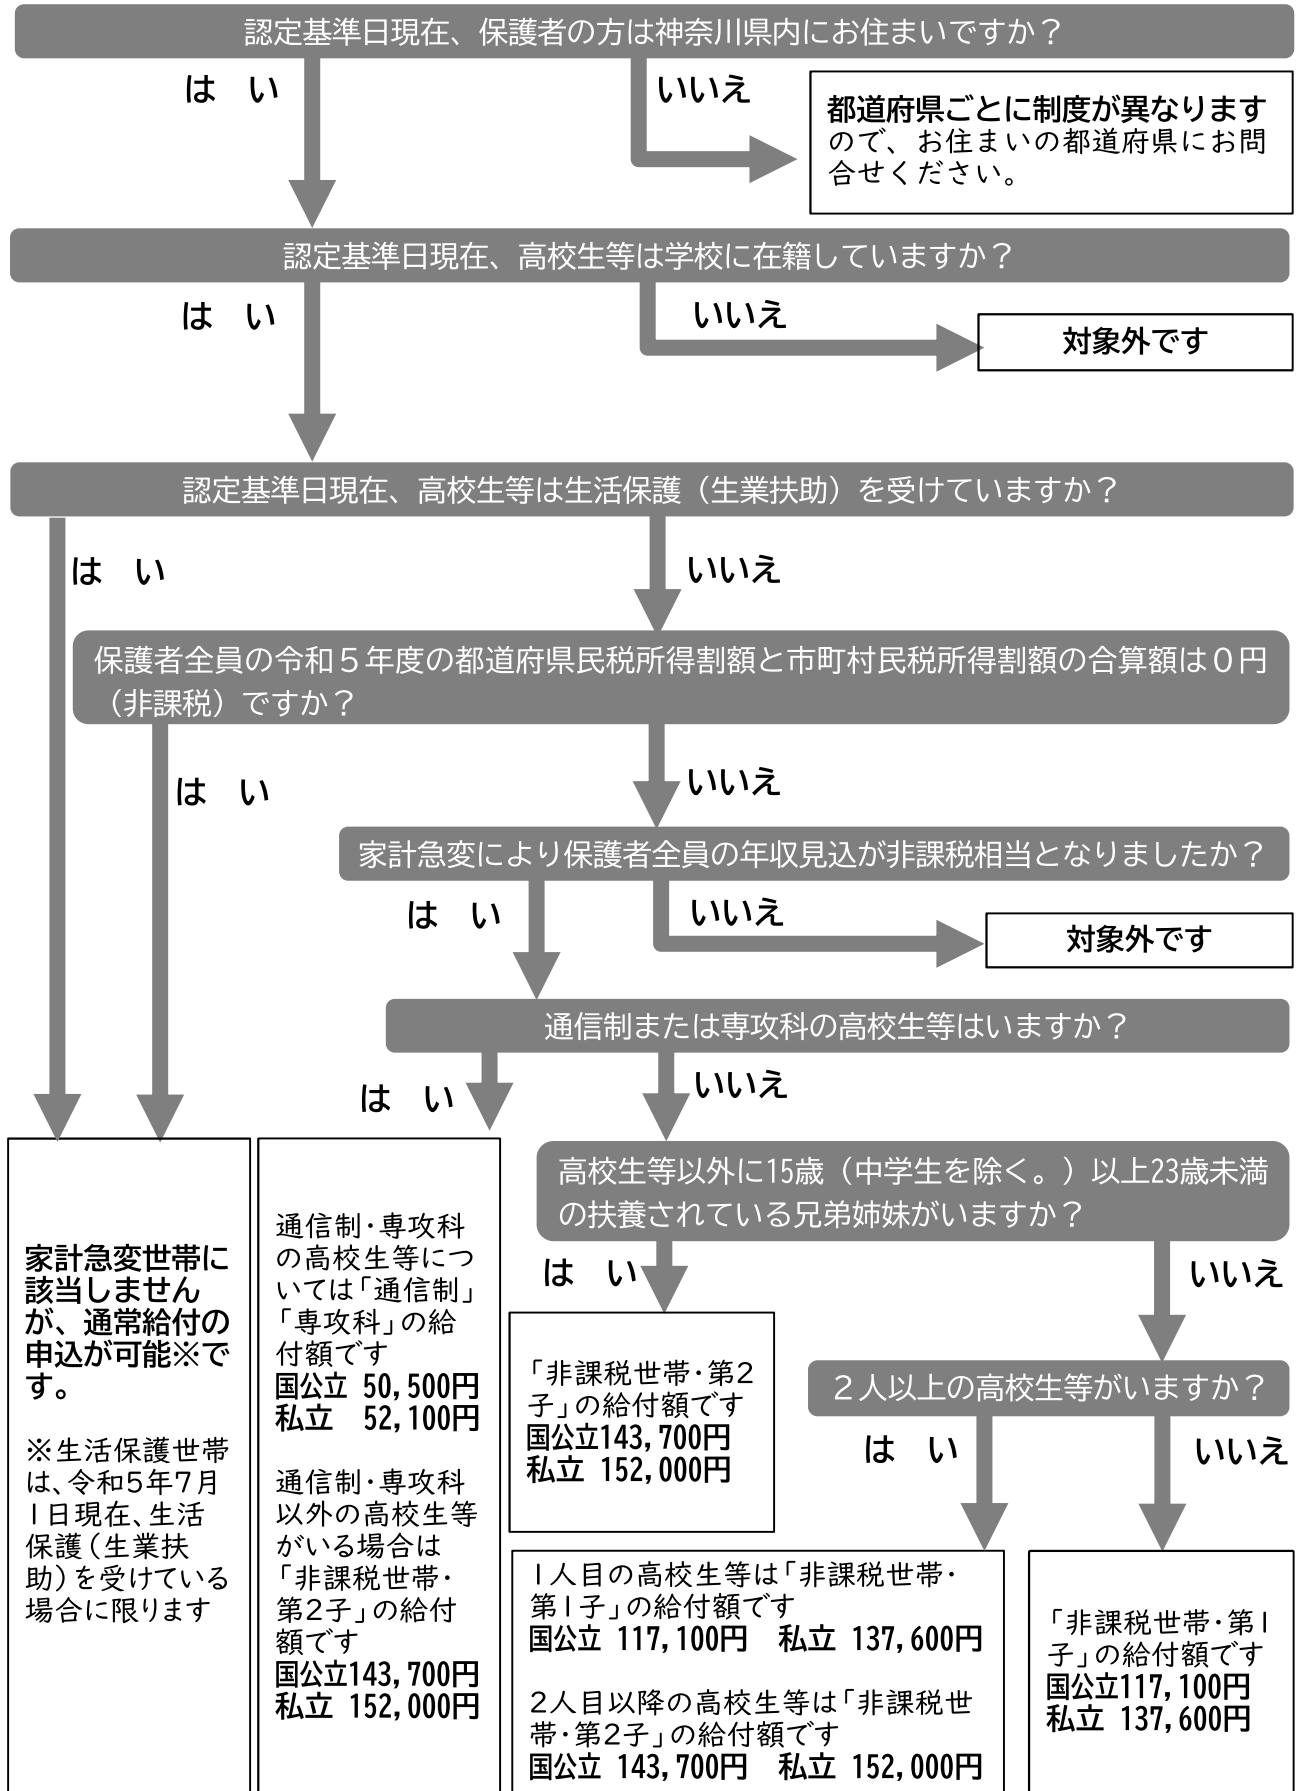 認定基準日現在、保護者の方は神奈川県内にお住まいですか？
は　い
いいえ
都道府県ごとに制度が異なります
ので、お住まいの都道府県にお問
合せください。
認定基準日現在、高校生等は学校に在籍していますか？
は　い
いいえ
対象外です
認定基準日現在、高校生等は生活保護（生業扶助）を受けていますか？
は　い
いいえ
保護者全員の令和５年度の都道府県民税所得割額と市町村民税所得割額の合算額は０円
（非課税）ですか？
は　い
いいえ
家計急変により保護者全員の年収見込が非課税相当となりましたか？
は　い
いいえ
対象外です
通信制または専攻科の高校生等はいますか？
は　い
いいえ
家計急変世帯に
該当しません
が、通常給付の
申込が可能※で
す。
※生活保護世帯
は、令和5年7月
1日現在、生活
保護（生業扶
助）を受けている
場合に限ります
通信制・専攻科
の高校生等につ
いては「通信制」
「専攻科」の給
付額です
国公立 50,500円
私立　52,100円
通信制・専攻科
以外の高校生等
がいる場合は
「非課税世帯・
第2子」の給付
額です
国公立143,700円
私立 152,000円
高校生等以外に15歳（中学生を除く。）以上23歳未満
の扶養されている兄弟姉妹がいますか？
は　い
いいえ
「非課税世帯・第2
子」の給付額です
国公立143,700円
私立 152,000円
２人以上の高校生等がいますか？
は　い
いいえ
1人目の高校生等は「非課税世帯・
第1子」の給付額です
国公立 117,100円　私立 137,600円
2人目以降の高校生等は「非課税世
帯・第2子」の給付額です
国公立 143,700円　私立 152,000円
「非課税世帯・第1
子」の給付額です
国公立117,100円
私立 137,600円